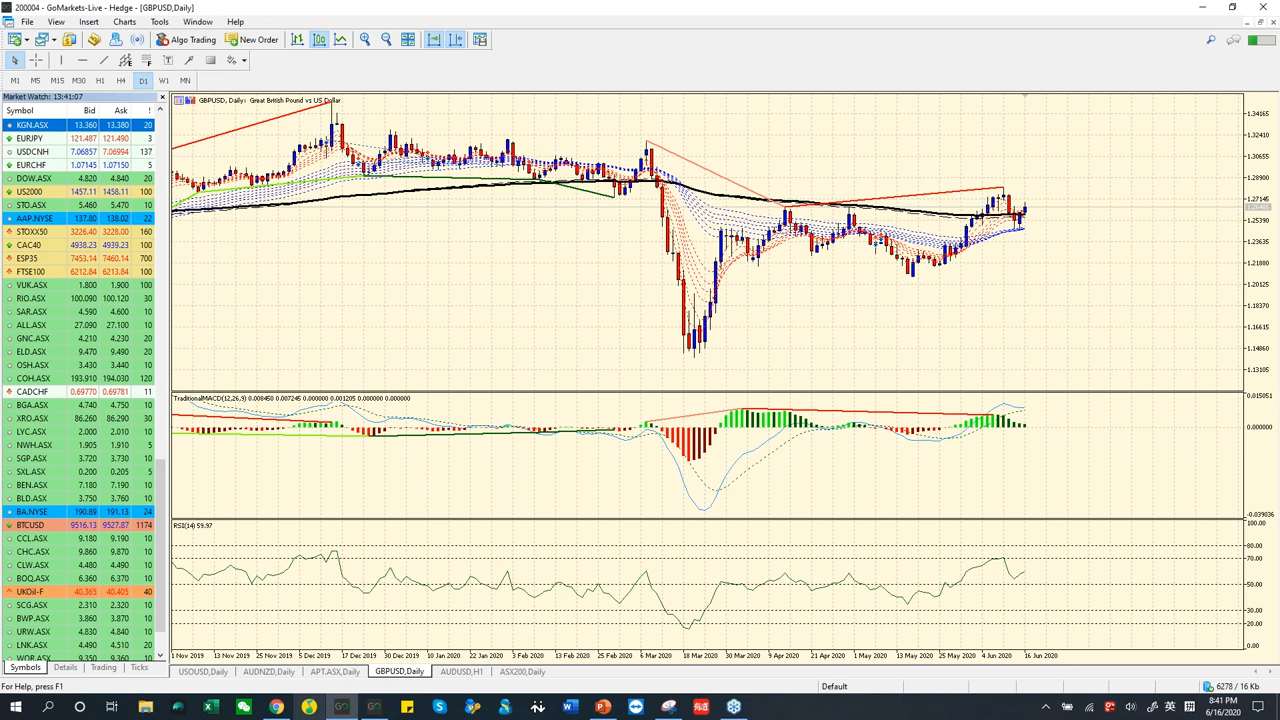 200004 - GoMarkets-Live - Hedge - [GBPUSD,Daily]
File View Insert Charts Tools Window Help
Algo Trading New Order
M1 M5 M15 M30 H1 H4 D1 W1 MN
Market Watch: 13:41:07
Symbol Bid Ask !
KGN.ASX 13.360 13.380 20
EURJPY 121.487 121.490 3
USDCNH 7.06857 7.06994 137
EURCHF 1.07145 1.07150 5
DOW.ASX 4.820 4.840 20
US2000 1457.11 1458.11 100
STO.ASX 5.460 5.470 10
AAP.NYSE 137.80 138.02 22
STOXX50 3226.40 3228.00 160
CAC40 4938.23 4939.23 100
ESP35 7453.14 7460.14 700
FTSE100 6212.84 6213.84 100
VUK.ASX 1.800 1.900 100
RIO.ASX 100.090 100.120 30
SAR.ASX 4.590 4.600 10
ALL.ASX 27.090 27.100 10
GNC.ASX 4.210 4.230 20
ELD.ASX 9.470 9.490 20
OSH.ASX 3.430 3.440 10
COH.ASX 193.910 194.030 120
CADCHF 0.69770 0.69781 11
BGA.ASX 4.740 4.750 10
XRO.ASX 86.260 86.290 30
LYC.ASX 2.000 2.010 10
NWH.ASX 1.905 1.910 5
SGP.ASX 3.720 3.730 10
SXL.ASX 0.200 0.205 5
BEN.ASX 7.180 7.190 10
BLD.ASX 3.750 3.760 10
BA.NYSE 190.89 191.13 24
BTCUSD 9516.13 9527.87 1174
CCL.ASX 9.180 9.190 10
CHC.ASX 9.860 9.870 10
CLW.ASX 4.480 4.490 10
BOQ.ASX 6.360 6.370 10
UKOil-F 40.365 40.405 40
SCG.ASX 2.310 2.320 10
BWP.ASX 3.860 3.870 10
URW.ASX 4.830 4.840 10
LNK.ASX 4.490 4.510 20
WOR.ASX 9.350 9.360 10
Symbols Details Trading Ticks
GBPUSD, Daily: Great British Pound vs US Dollar
1.34165
1.32440
1.30655
1.28900
1.27145
1.25390
1.23635
1.21880
1.20125
1.18370
1.16615
1.14860
1.13105
TraditionalMACD(12,26,9) 0.008450 0.007245 0.000000 0.001205 0.000000 0.000000
0.015051
0.000000
-0.039036
RSI(14) 59.97
100.00
80.00
70.00
50.00
30.00
20.00
0.00
1 Nov 2019 13 Nov 2019 25 Nov 2019 5 Dec 2019 17 Dec 2019 30 Dec 2019 10 Jan 2020 22 Jan 2020 3 Feb 2020 13 Feb 2020 25 Feb 2020 6 Mar 2020 18 Mar 2020 30 Mar 2020 9 Apr 2020 21 Apr 2020 1 May 2020 13 May 2020 25 May 2020 4 Jun 2020 16 Jun 2020
USOUSD,Daily AUDNZD,Daily APT.ASX,Daily GBPUSD,Daily AUDUSD,H1 ASX200,Daily
For Help, press F1 Default 6278 / 16 Kb
英 拼 8:41 PM
6/16/2020